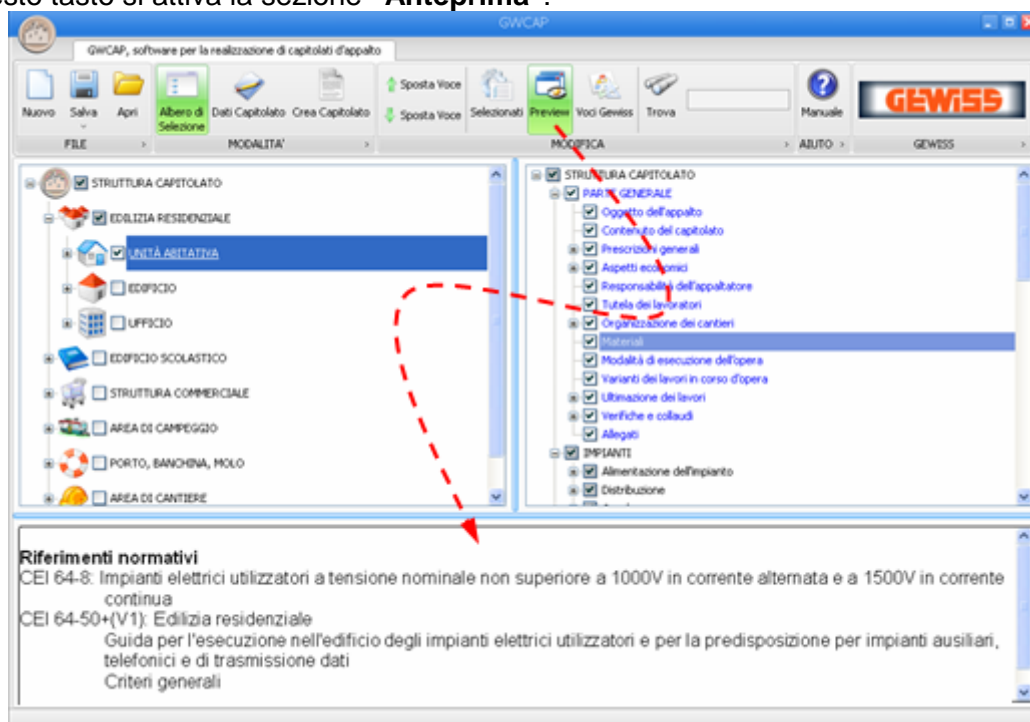 esto tasto si attiva la sezione "Anteprima".
GWCAP
GWCAP, software per la realizzazione di capitolati d'appalto
Nuovo
Salva
Apri
Albero di Selezione
Dati Capitolato
Crea Capitolato
Sposta Voce
Sposta Voce
Selezionati
Preview
Voci Gewiss
Trova
Manuale
GEWISS
FILE
MODALITA'
MODIFICA
AIUTO
GEWISS
STRUTTURA CAPITOLATO
EDILIZIA RESIDENZIALE
UNITÀ ABITATIVA
EDIFICIO
UFFICIO
EDIFICIO SCOLASTICO
STRUTTURA COMMERCIALE
AREA DI CAMPEGGIO
PORTO, BANCHINA, MOLO
AREA DI CANTIERE
STRUTTURA CAPITOLATO
PARTE GENERALE
Oggetto dell'appalto
Contenuto del capitolato
Prescrizioni generali
Aspetti economici
Responsabilità dell'appaltatore
Tutela dei lavoratori
Organizzazione dei cantieri
Materiali
Modalità di esecuzione dell'opera
Varianti dei lavori in corso d'opera
Ultimazione dei lavori
Verifiche e collaudi
Allegati
IMPIANTI
Alimentazione dell'impianto
Distribuzione
Riferimenti normativi
CEI 64-8: Impianti elettrici utilizzatori a tensione nominale non superiore a 1000V in corrente alternata e a 1500V in corrente
continua
CEI 64-50+(V1): Edilizia residenziale
Guida per l'esecuzione nell'edificio degli impianti elettrici utilizzatori e per la predisposizione per impianti ausiliari,
telefonici e di trasmissione dati
Criteri generali